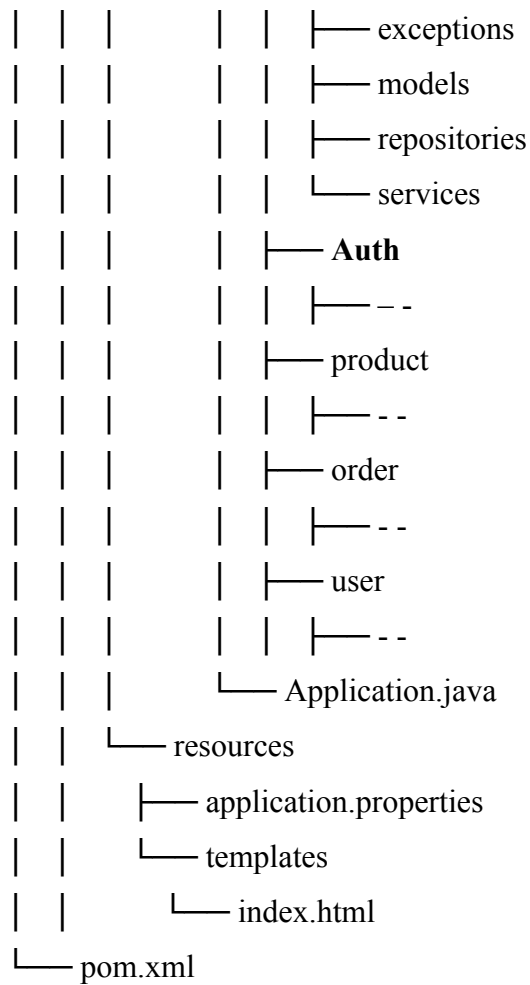 │ │ │ │ │ ├── exceptions
│ │ │ │ │ ├── models
│ │ │ │ │ ├── repositories
│ │ │ │ │ └── services
│ │ │ │ ├── Auth
│ │ │ │ │ ├── – -
│ │ │ │ ├── product
│ │ │ │ │ ├── - -
│ │ │ │ ├── order
│ │ │ │ │ ├── - -
│ │ │ │ ├── user
│ │ │ │ │ ├── - -
│ │ │ └── Application.java
│ │ └── resources
│ │ ├── application.properties
│ │ └── templates
│ │ └── index.html
└── pom.xml